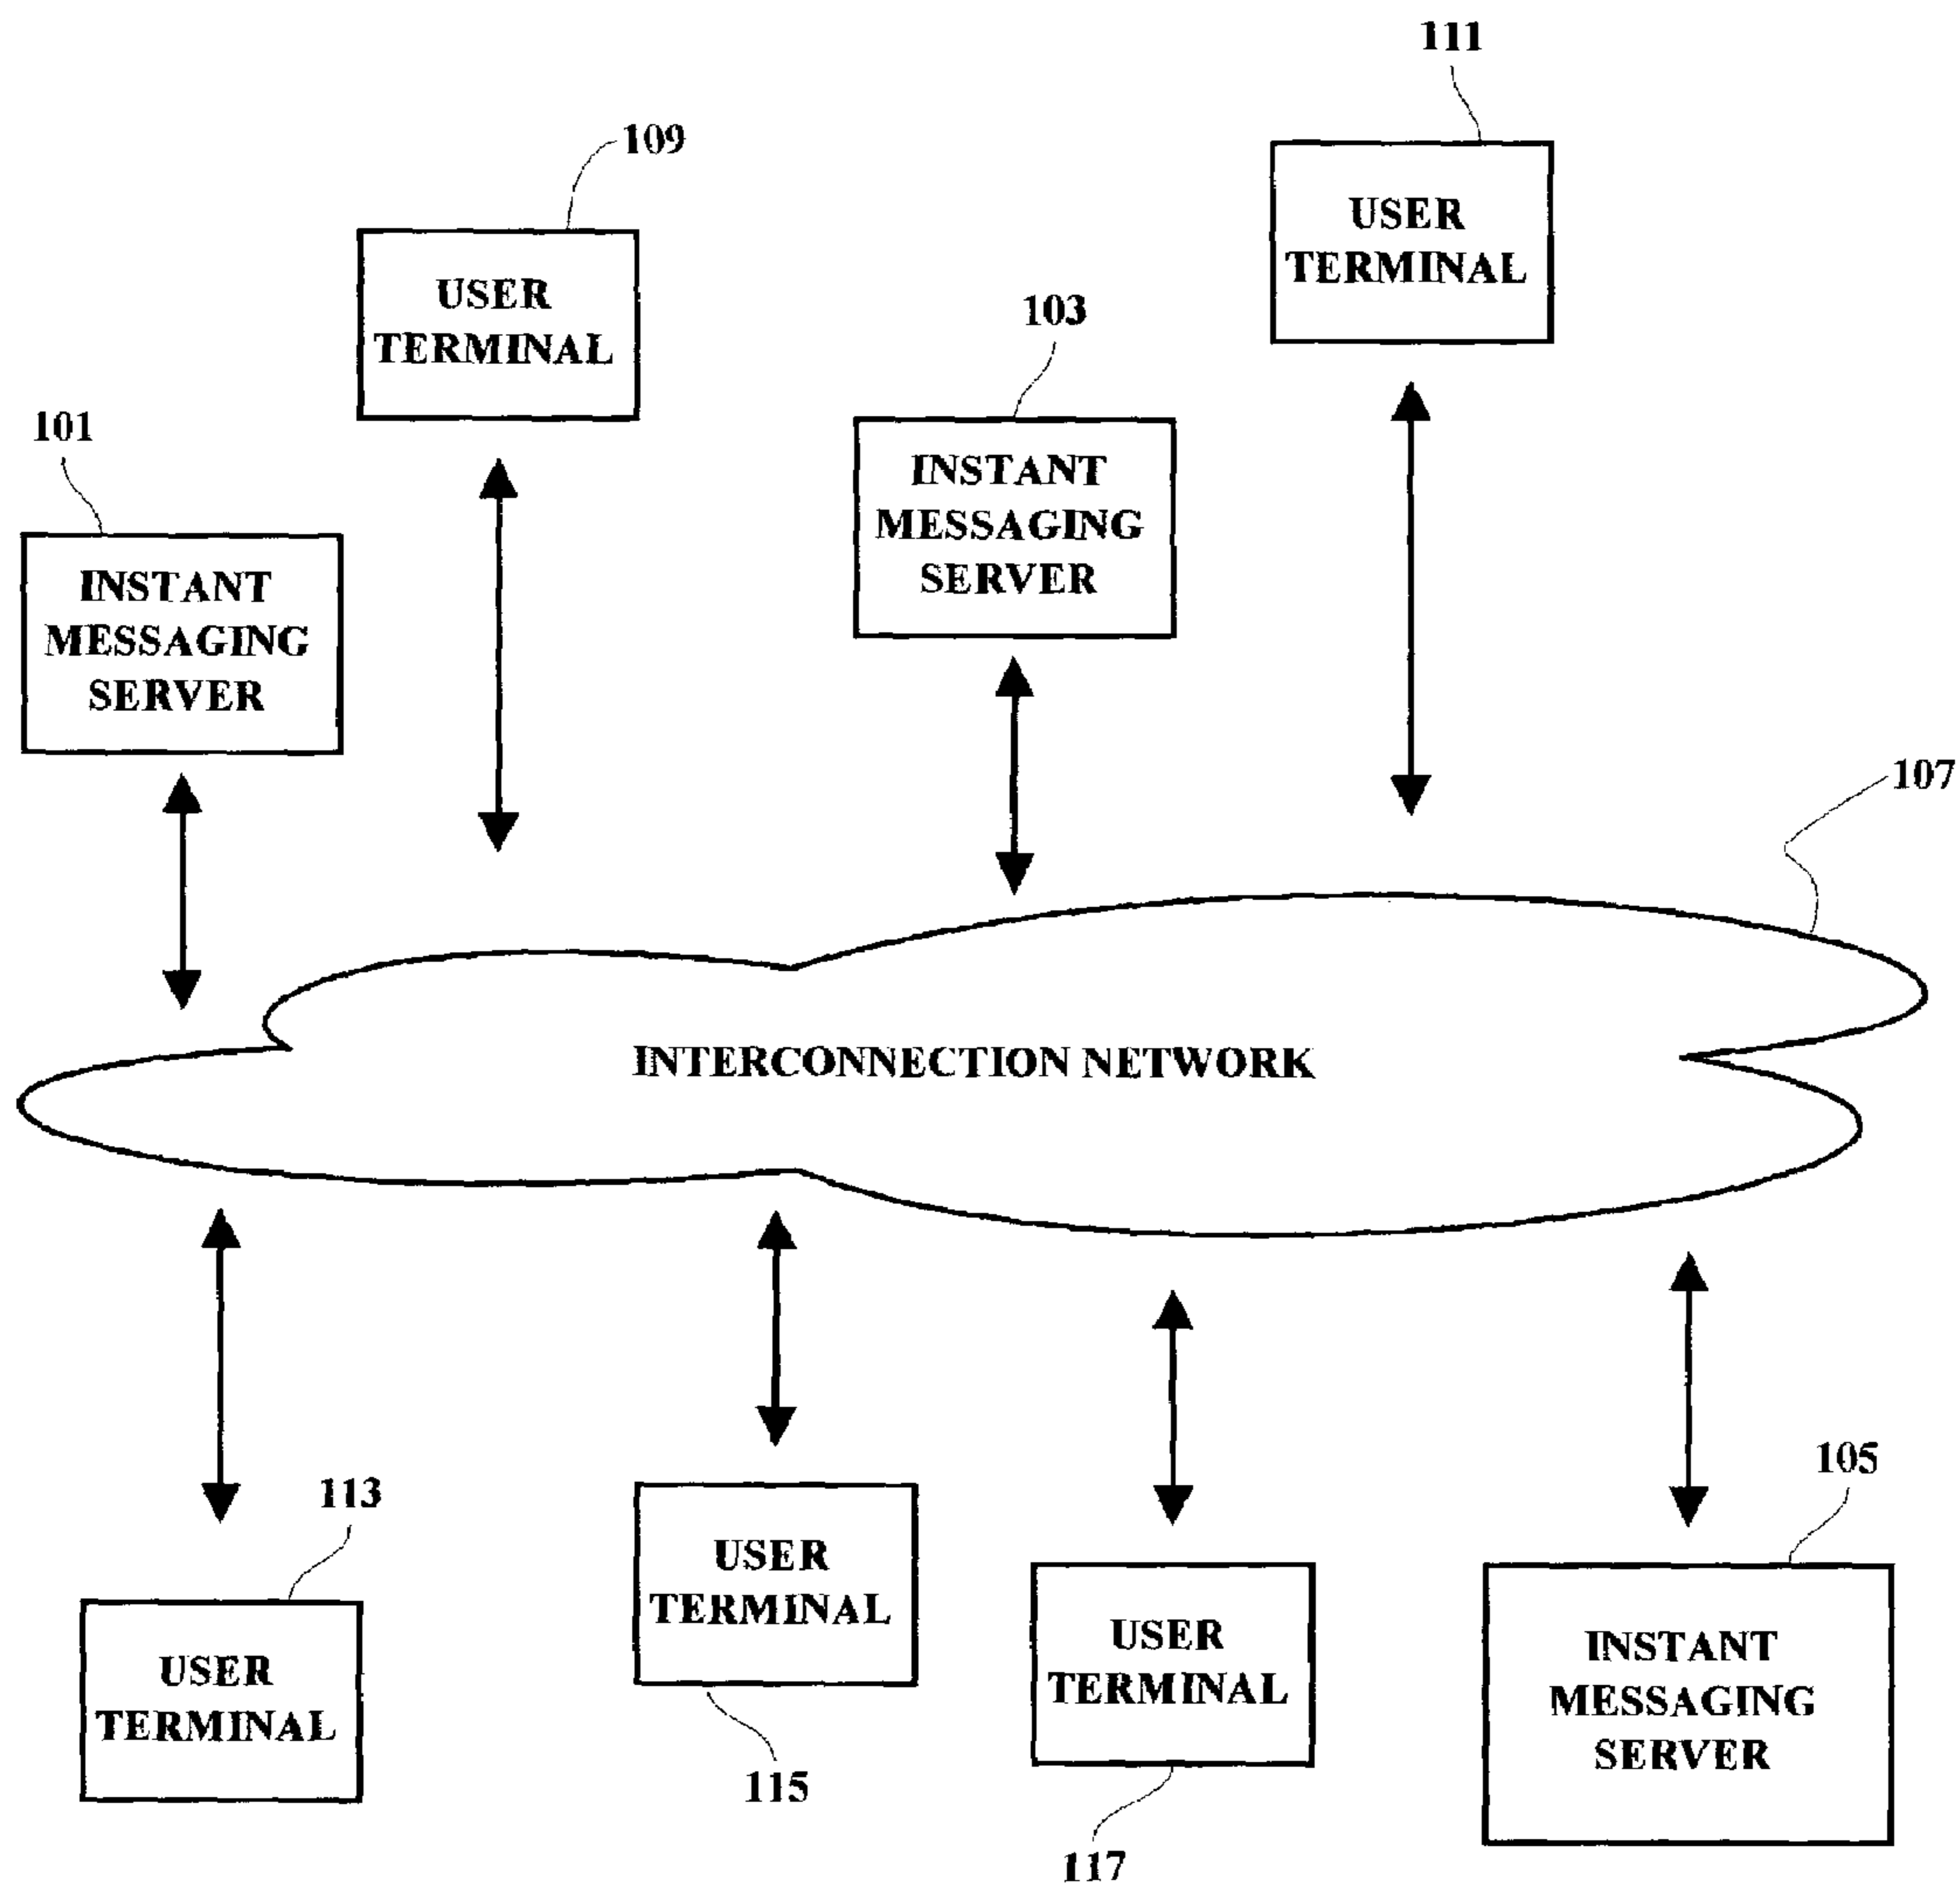 111
109
USER
TERMINAL
USER
TERMINAL
103
101
INSTANT
MESSAGING
SERVER
INSTANT
MESSAGING
SERVER
107
INTERCONNECTION NETWORK
113
105
USER
TERMINAL
USER
TERMINAL
INSTANT
MESSAGING
SERVER
USER
TERMINAL
115
117